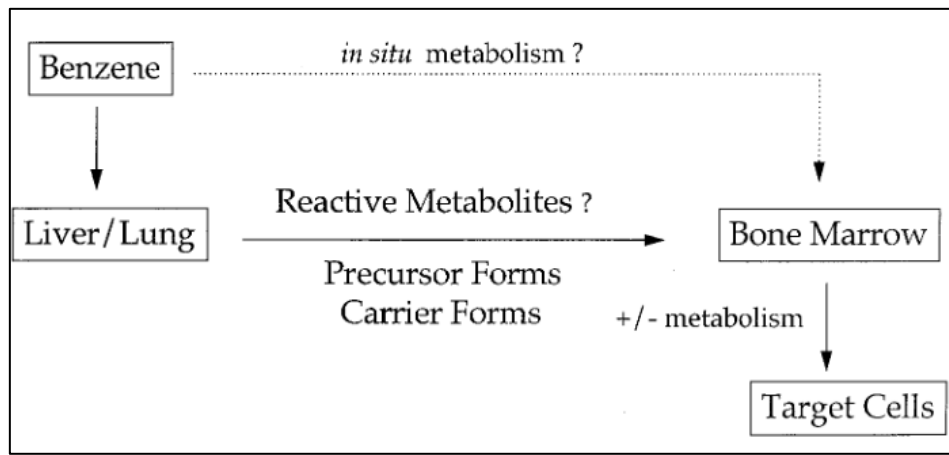 in situ metabolism ?
Benzene
Reactive Metabolites ?
Liver/Lung
Bone Marrow
Precursor Forms
Carrier Forms
+/- metabolism
Target Cells